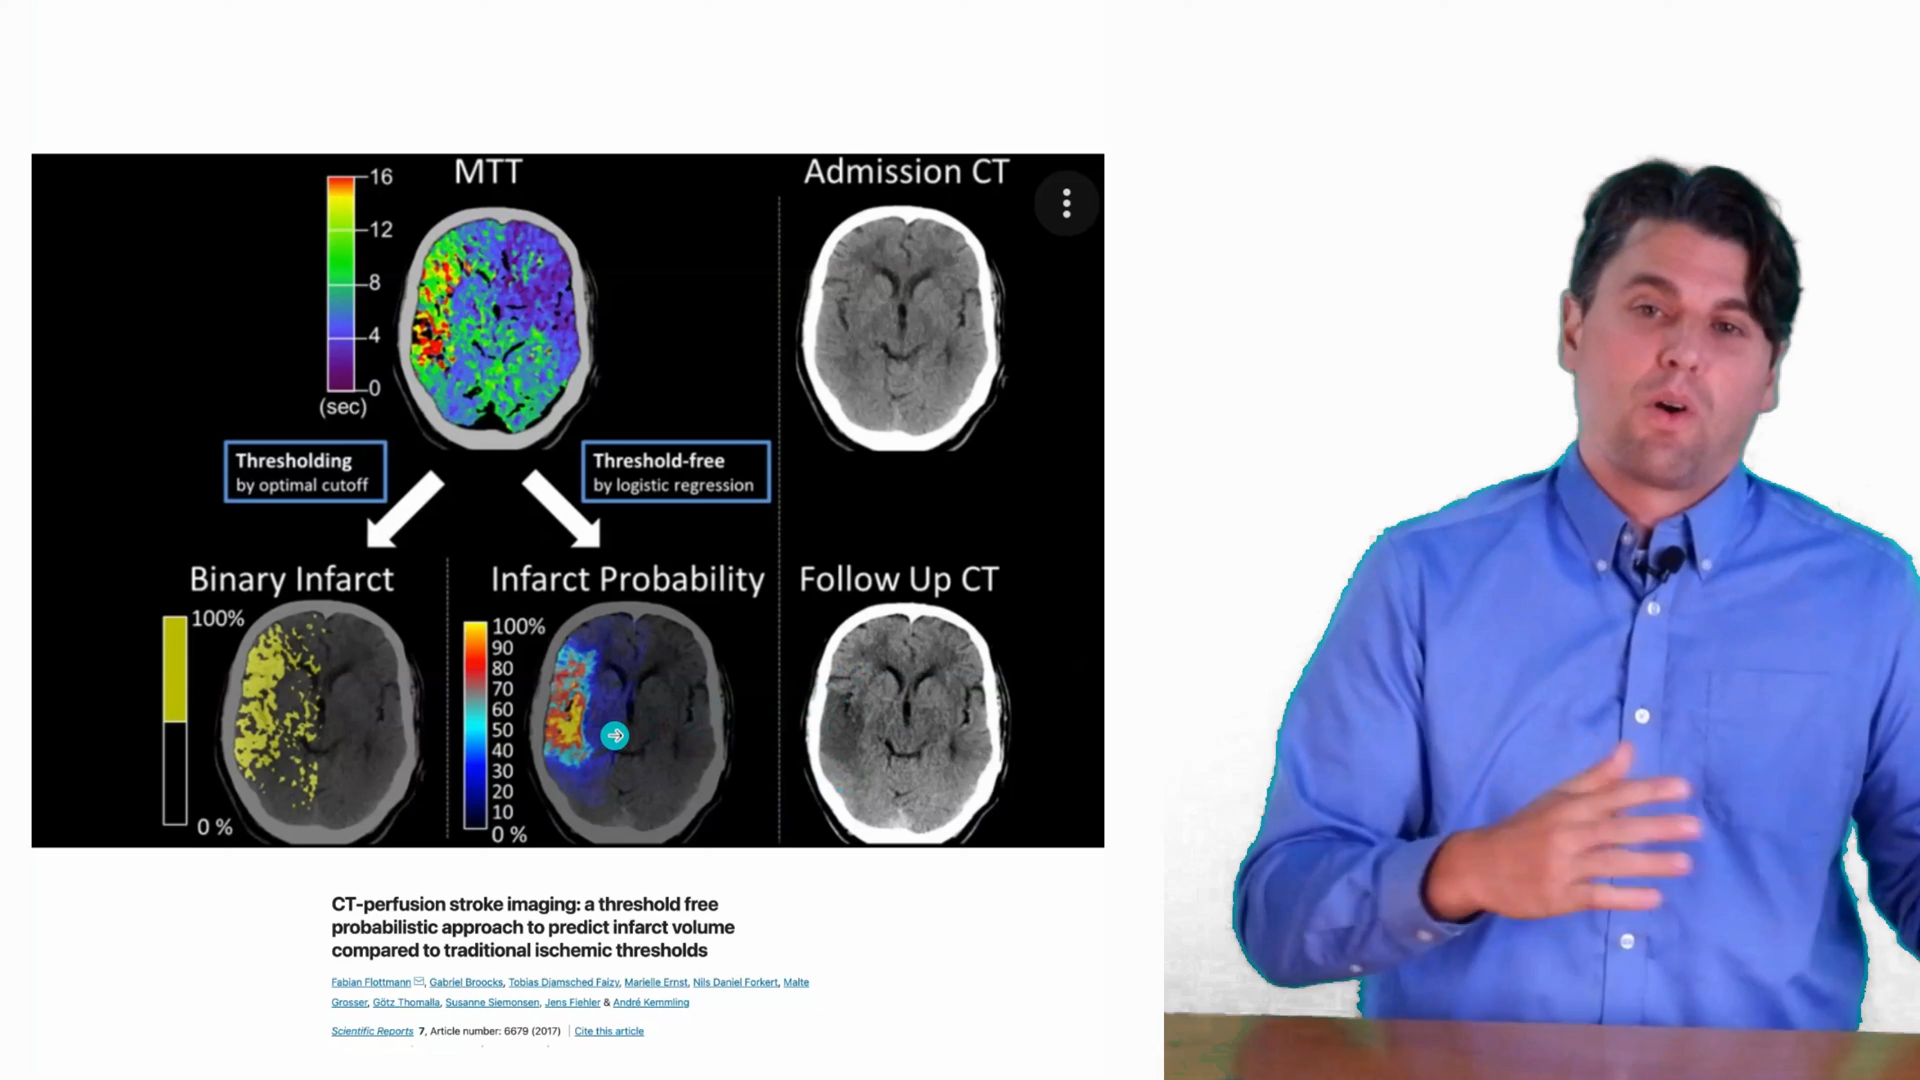 MTT
Admission CT
16
12
8
4
0
(sec)
Thresholding
by optimal cutoff
Threshold-free
by logistic regression
Binary Infarct
Infarct Probability
Follow Up CT
100%
0 %
100%
90
80
70
60
50
40
30
20
10
0 %
CT-perfusion stroke imaging: a threshold free
probabilistic approach to predict infarct volume
compared to traditional ischemic thresholds
Fabian Flottmann, Gabriel Broocks, Tobias Djamsched Faizy, Marielle Ernst, Nils Daniel Forkert, Malte
Grosser, Götz Thomalla, Susanne Siemonsen, Jens Fiehler & André Kemmling
Scientific Reports 7, Article number: 6679 (2017) | Cite this article